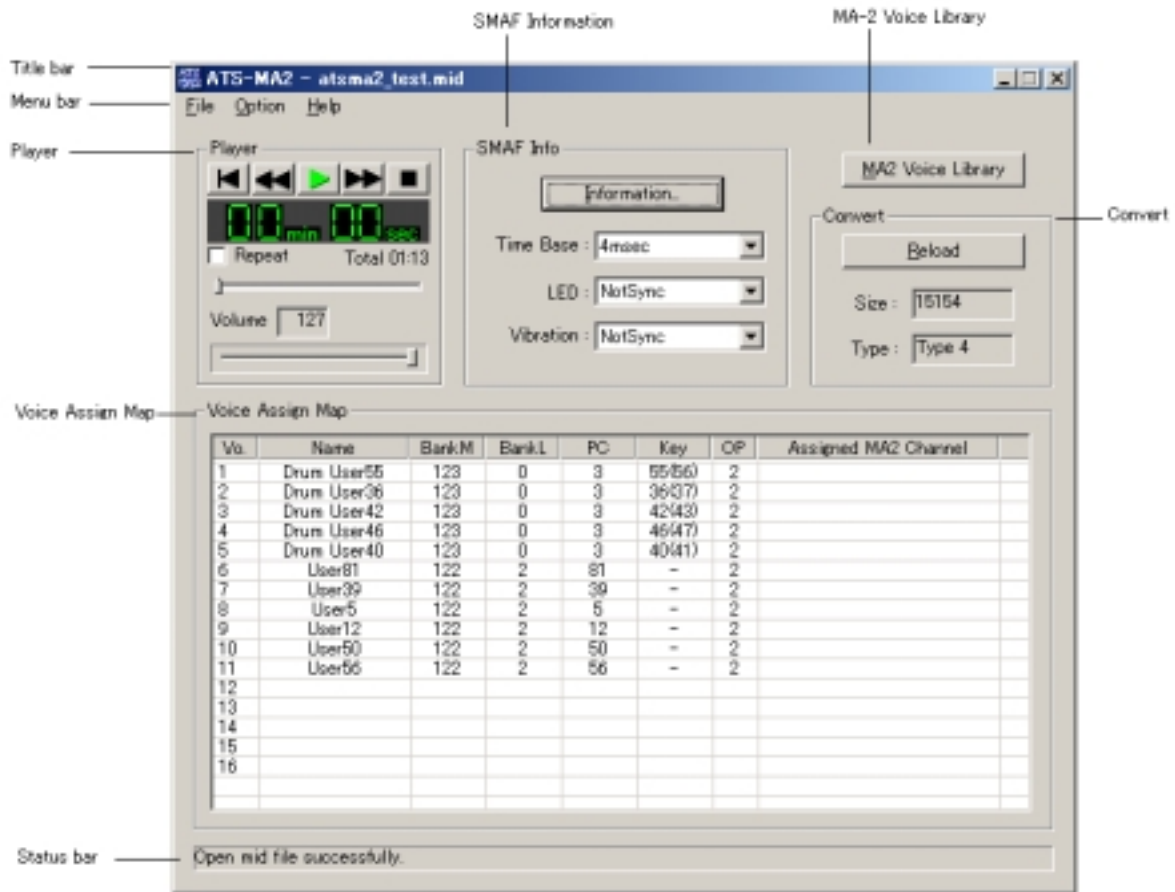 SMAF Information
MA-2 Voice Library
Title bar
ATS-MA2 - atsma2_test.mid
Menu bar
File Option Help
Player
Player
SMAF Info
MA2 Voice Library
Information...
00 min 00 sec
Convert
Convert
Repeat Total 01:13
Time Base : 4msec
Reload
LED : NotSync
Size : 15154
Volume 127
Vibration : NotSync
Type : Type 4
Voice Assign Map
Voice Assign Map
Vo. Name BankM BankL PC Key OP Assigned MA2 Channel
1 Drum User55 123 0 3 55(56) 2
2 Drum User36 123 0 3 36(37) 2
3 Drum User42 123 0 3 42(43) 2
4 Drum User46 123 0 3 46(47) 2
5 Drum User40 123 0 3 40(41) 2
6 User81 122 2 81 - 2
7 User39 122 2 39 - 2
8 User5 122 2 5 - 2
9 User12 122 2 12 - 2
10 User50 122 2 50 - 2
11 User56 122 2 56 - 2
12
13
14
15
16
Status bar
Open mid file successfully.